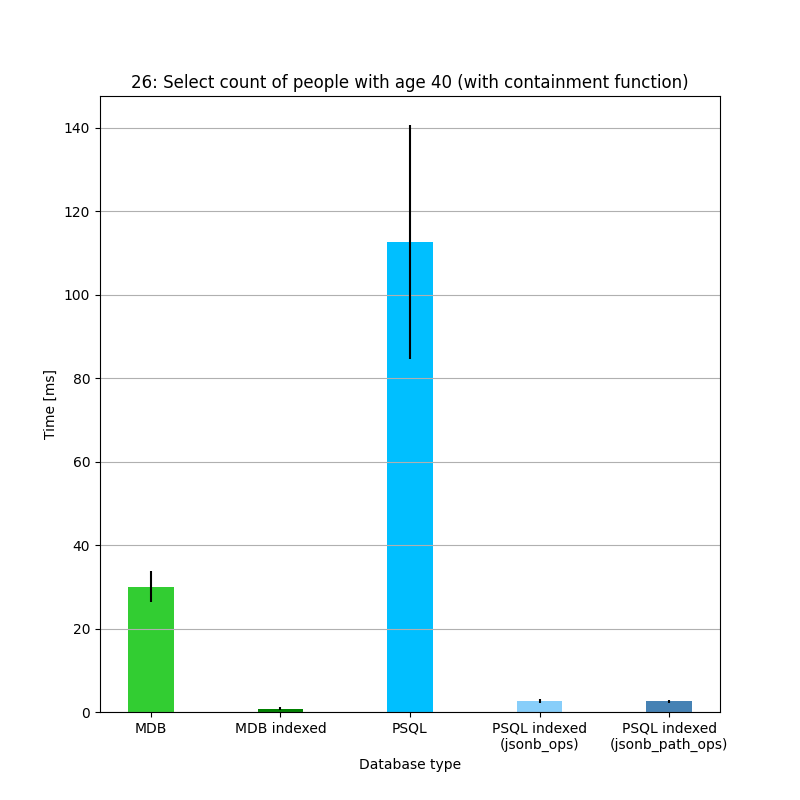 26: Select count of people with age 40 (with containment function)
140
120
100
80
60
40
20
0
Time [ms]
MDB
MDB indexed
PSQL
PSQL indexed
(jsonb_ops)
PSQL indexed
(jsonb_path_ops)
Database type